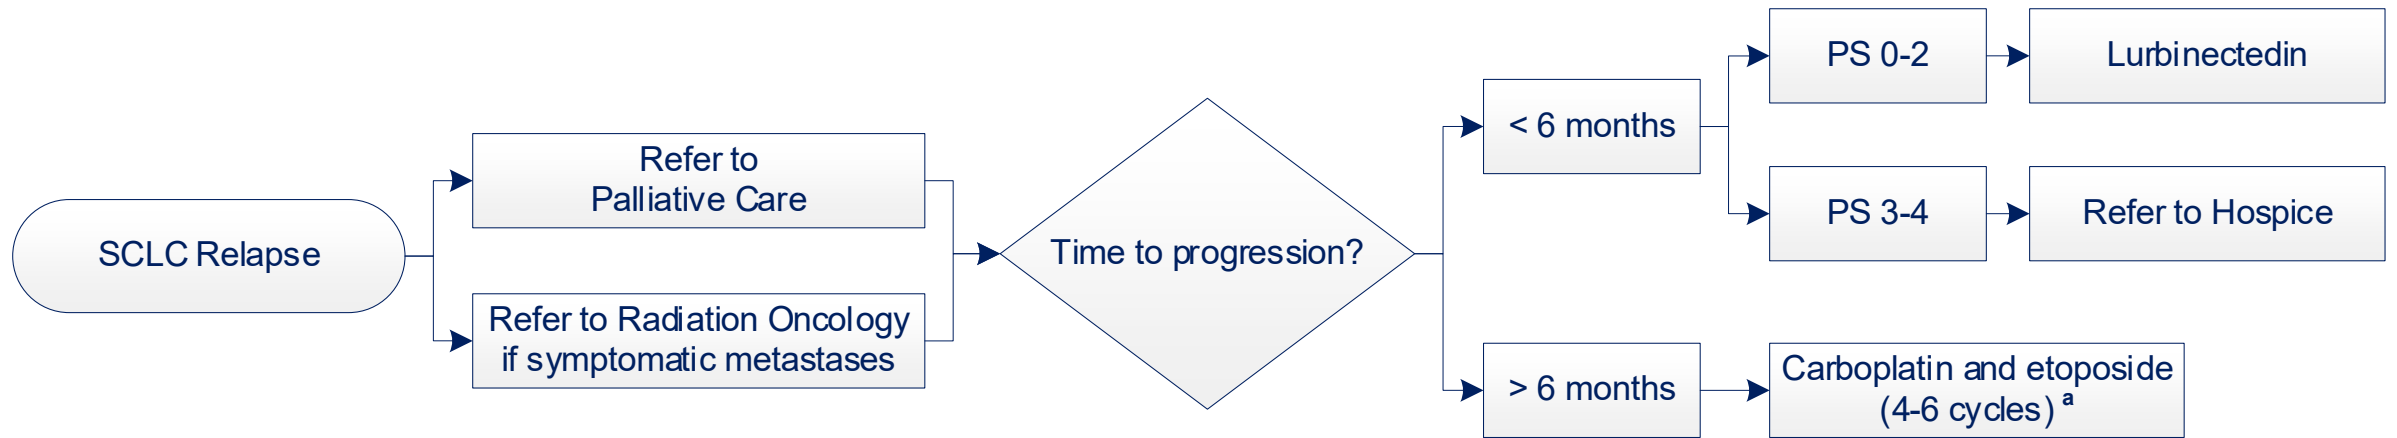 SCLC Relapse
Refer to
Palliative Care
Refer to Radiation Oncology
if symptomatic metastases
Time to progression?
< 6 months
PS 0-2
Lurbinectedin
PS 3-4
Refer to Hospice
> 6 months
Carboplatin and etoposide
(4-6 cycles) a